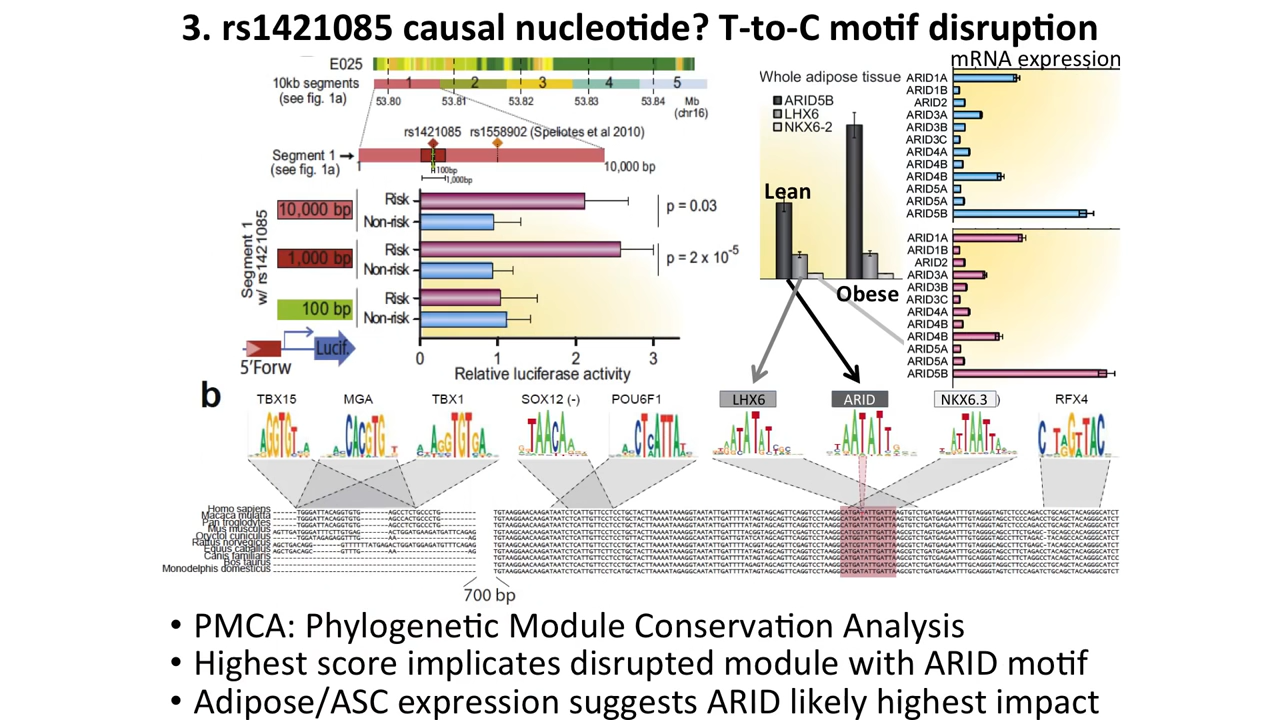 3. rs1421085 causal nucleotide? T-to-C motif disruption
E025
10kb segments
(see fig. 1a)
1 2 3 4 5
53.80 53.81 53.82 53.83 53.84 Mb
(chr16)
rs1421085 rs1558902 (Speliotes et al 2010)
Segment 1
(see fig. 1a)
1
10,000 bp
100bp
1,000bp
Segment 1
w/ rs1421085
10,000 bp
Risk
Non-risk
p = 0.03
1,000 bp
Risk
Non-risk
p = 2 x 10-5
100 bp
Risk
Non-risk
5'Forw
Lucif.
0 1 2 3
Relative luciferase activity
Whole adipose tissue
ARID5B
LHX6
NKX6-2
Lean
Obese
mRNA expression
ARID1A
ARID1B
ARID2
ARID3A
ARID3B
ARID3C
ARID4A
ARID4B
ARID4B
ARID5A
ARID5A
ARID5B
ARID1A
ARID1B
ARID2
ARID3A
ARID3B
ARID3C
ARID4A
ARID4B
ARID4B
ARID5A
ARID5A
ARID5B
b
TBX15 MGA TBX1 SOX12 (-) POU6F1 LHX6 ARID NKX6.3 ) RFX4
Homo sapiens
Macaca mulatta
Pan troglodytes
Mus musculus
Oryctol cuniculus
Rattus norvegicus
Equus caballus
Canis familiaris
Bos taurus
Monodelphis domesticus
700 bp
• PMCA: Phylogenetic Module Conservation Analysis
• Highest score implicates disrupted module with ARID motif
• Adipose/ASC expression suggests ARID likely highest impact